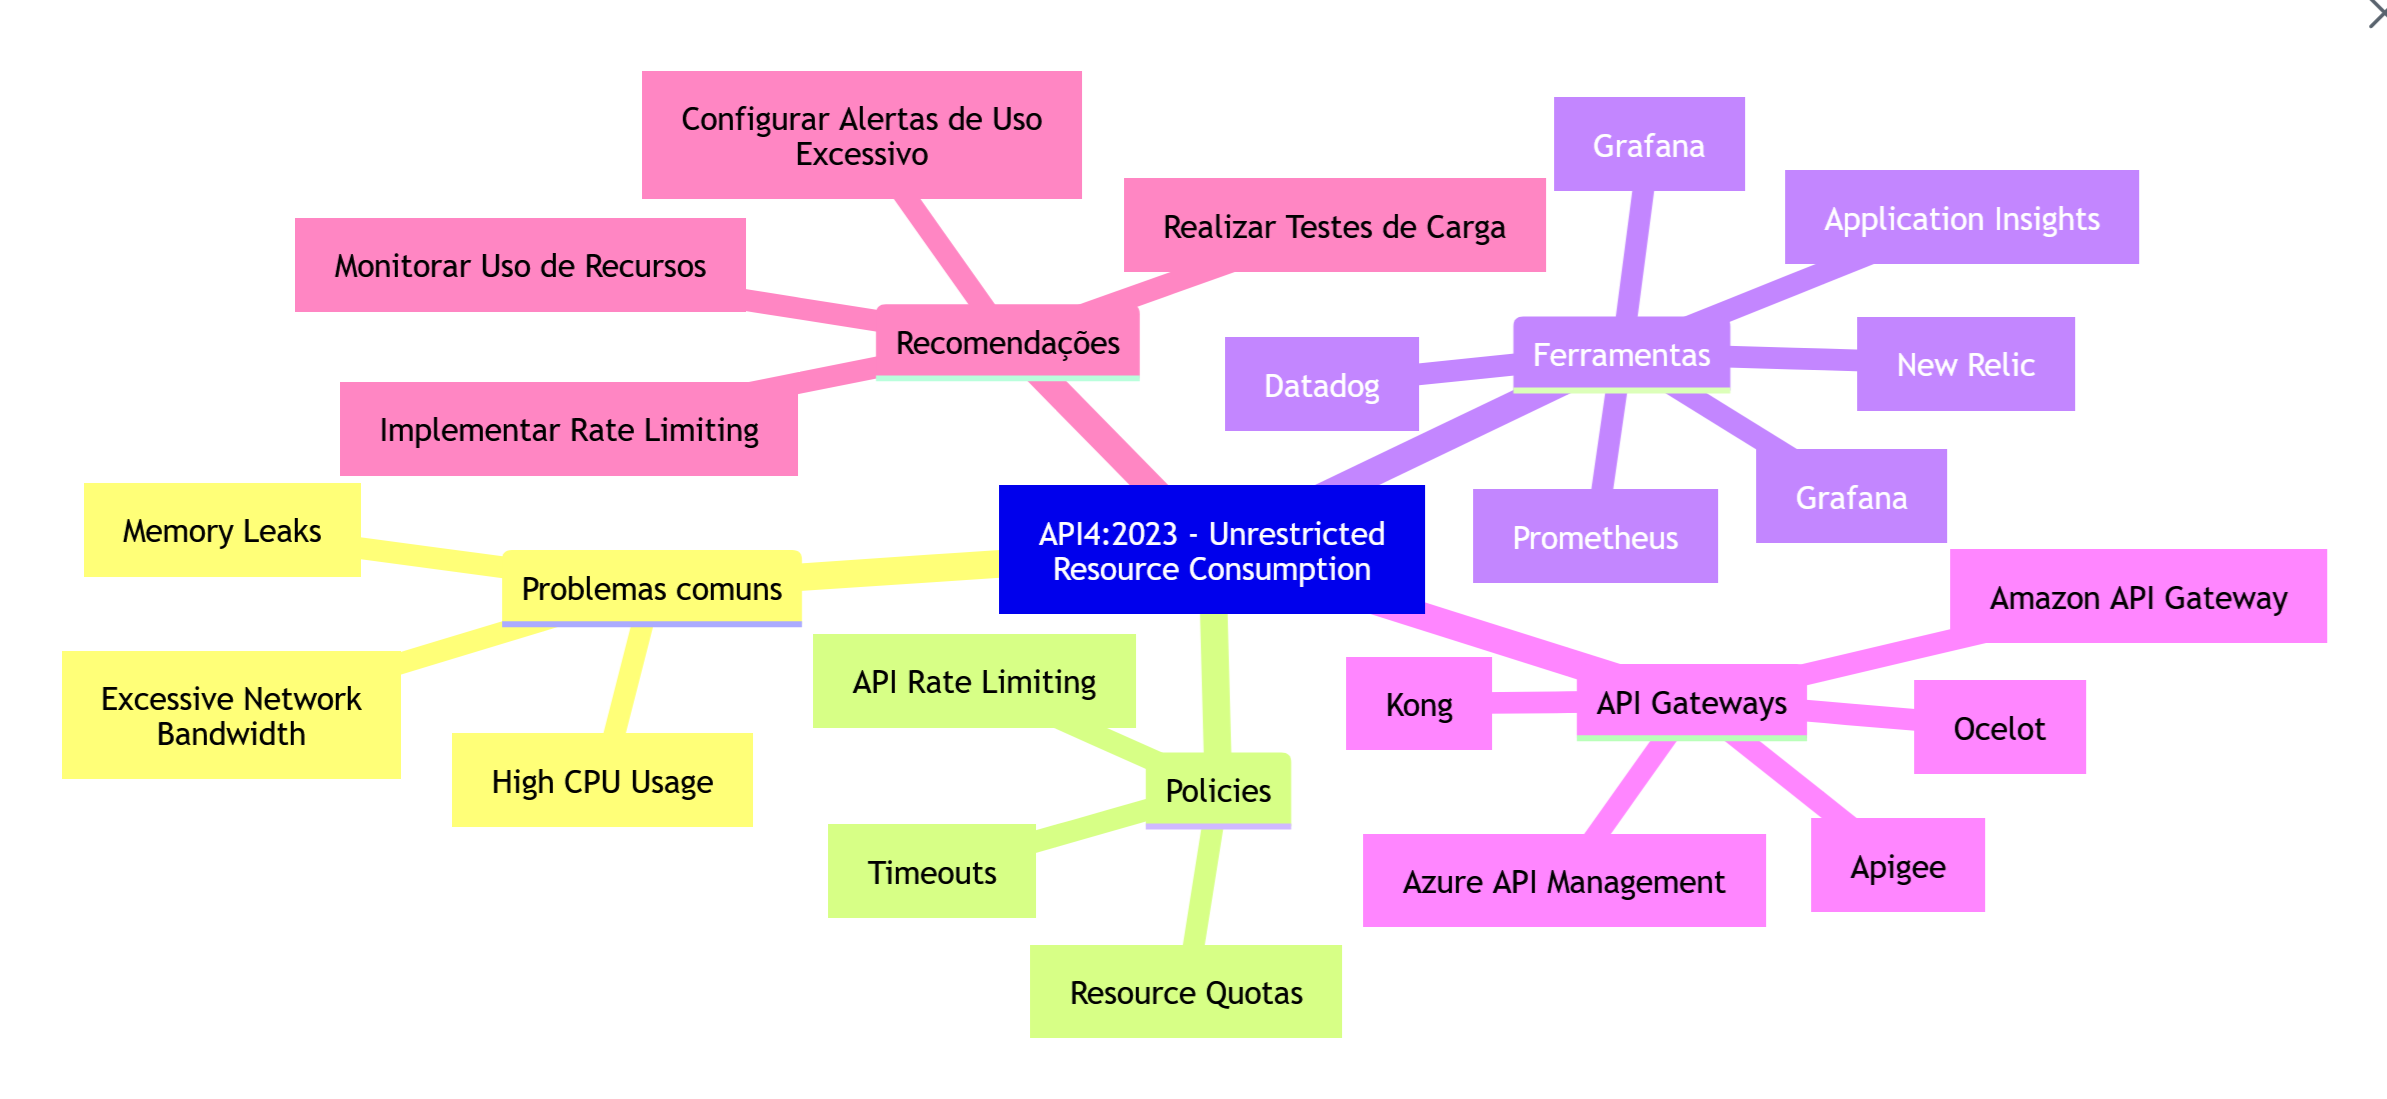 Configurar Alertas de Uso
Excessivo
Realizar Testes de Carga
Monitorar Uso de Recursos
Recomendações
Implementar Rate Limiting
Grafana
Application Insights
Ferramentas
Datadog
New Relic
Grafana
Prometheus
API4:2023 - Unrestricted
Resource Consumption
Memory Leaks
Problemas comuns
Excessive Network
Bandwidth
High CPU Usage
API Rate Limiting
Policies
Timeouts
Resource Quotas
Amazon API Gateway
Kong
API Gateways
Ocelot
Azure API Management
Apigee